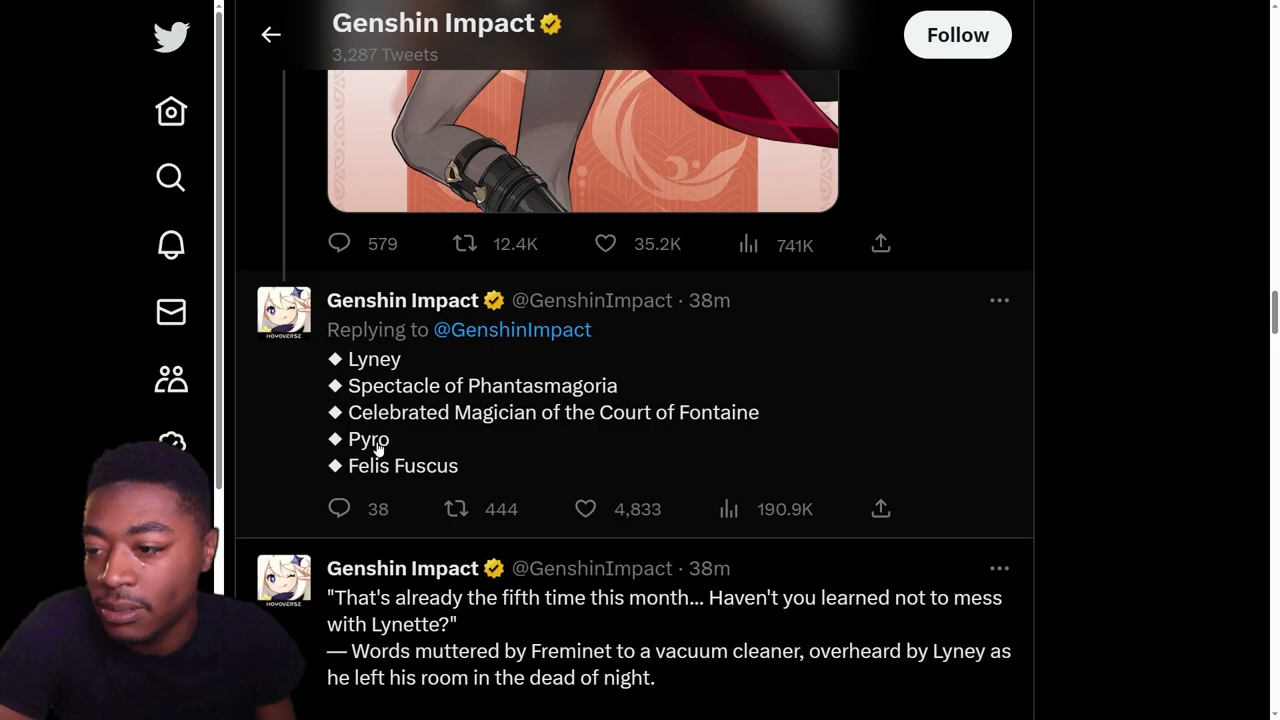 Genshin Impact
3,287 Tweets
Follow
579 12.4K 35.2K 741K
Genshin Impact @GenshinImpact · 38m
Replying to @GenshinImpact
◆ Lyney
◆ Spectacle of Phantasmagoria
◆ Celebrated Magician of the Court of Fontaine
◆ Pyro
◆ Felis Fuscus
HOYOVERSE
38 444 4,833 190.9K
Genshin Impact @GenshinImpact · 38m
"That's already the fifth time this month... Haven't you learned not to mess
with Lynette?"
— Words muttered by Freminet to a vacuum cleaner, overheard by Lyney as
he left his room in the dead of night.
HOYOVERSE